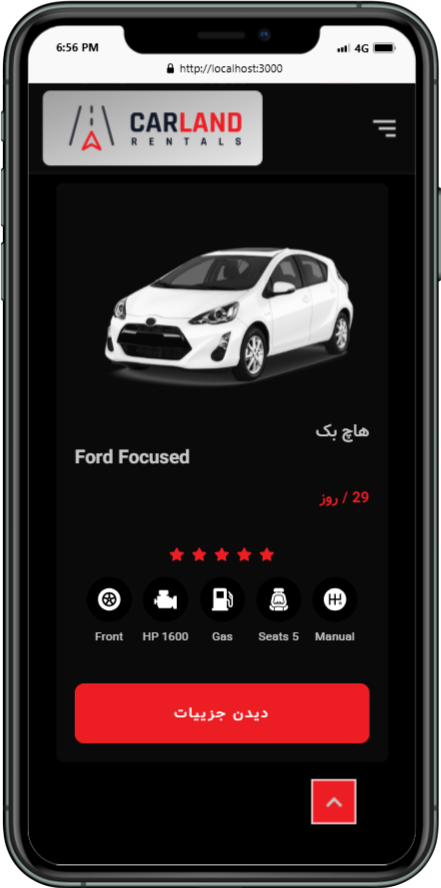 6:56 PM
4G
http://localhost:3000
CARLAND
RENTALS
هاچ بک
Ford Focused
29 / روز
Front
HP 1600
Gas
Seats 5
Manual
دیدن جزییات